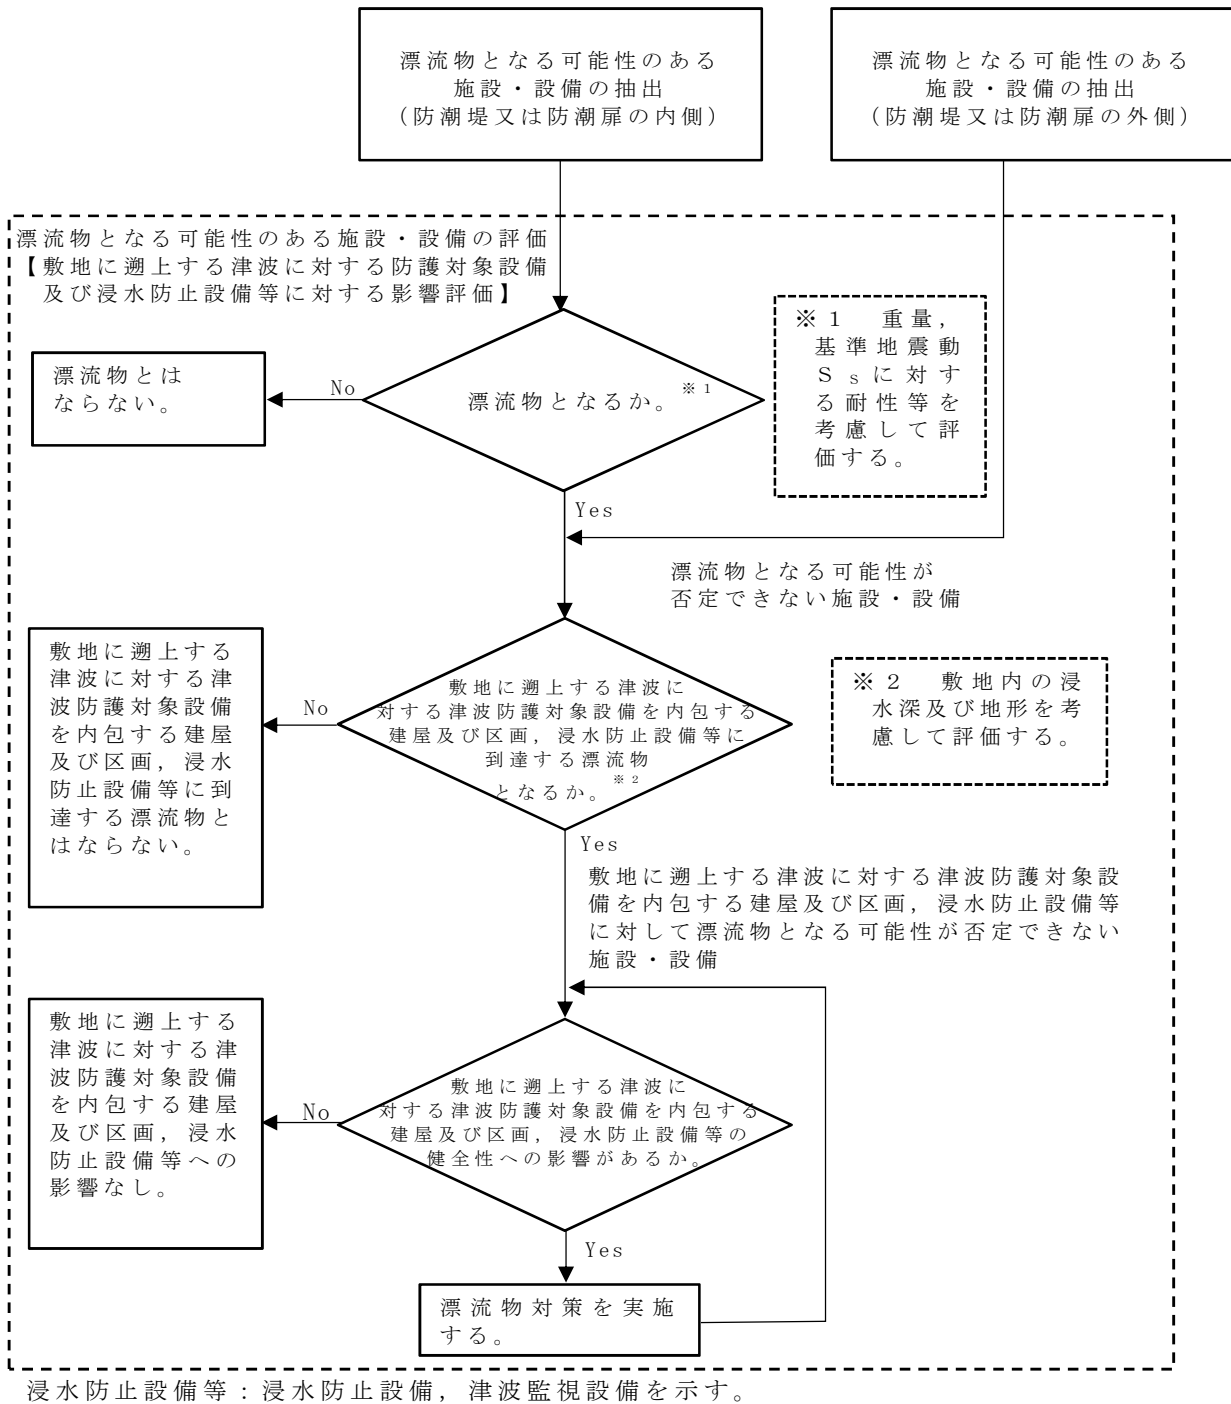 漂流物となる可能性のある
施設・設備の抽出
(防潮堤又は防潮扉の内側)
漂流物となる可能性のある
施設・設備の抽出
(防潮堤又は防潮扉の外側)
漂流物となる可能性のある施設・設備の評価
【敷地に遡上する津波に対する防護対象設備
及び浸水防止設備等に対する影響評価】
漂流物とは
ならない。
No
漂流物となるか。※1
※1 重量，
基準地震動
Ｓｓに対す
る耐性等を
考慮して評
価する。
Yes
漂流物となる可能性が
否定できない施設・設備
敷地に遡上する
津波に対する津
波防護対象設備
を内包する建屋
及び区画，浸水
防止設備等に到
達する漂流物と
はならない。
No
敷地に遡上する津波に
対する津波防護対象設備を内包する
建屋及び区画，浸水防止設備等に
到達する漂流物
となるか。※2
※2 敷地内の浸
水深及び地形を考
慮して評価する。
Yes
敷地に遡上する津波に対する津波防護対象設
備を内包する建屋及び区画，浸水防止設備等
に対して漂流物となる可能性が否定できない
施設・設備
敷地に遡上する
津波に対する津
波防護対象設備
を内包する建屋
及び区画，浸水
防止設備等への
影響なし。
No
敷地に遡上する津波に
対する津波防護対象設備を内包する
建屋及び区画，浸水防止設備等の
健全性への影響があるか。
Yes
漂流物対策を実施
する。
浸水防止設備等：浸水防止設備，津波監視設備を示す。